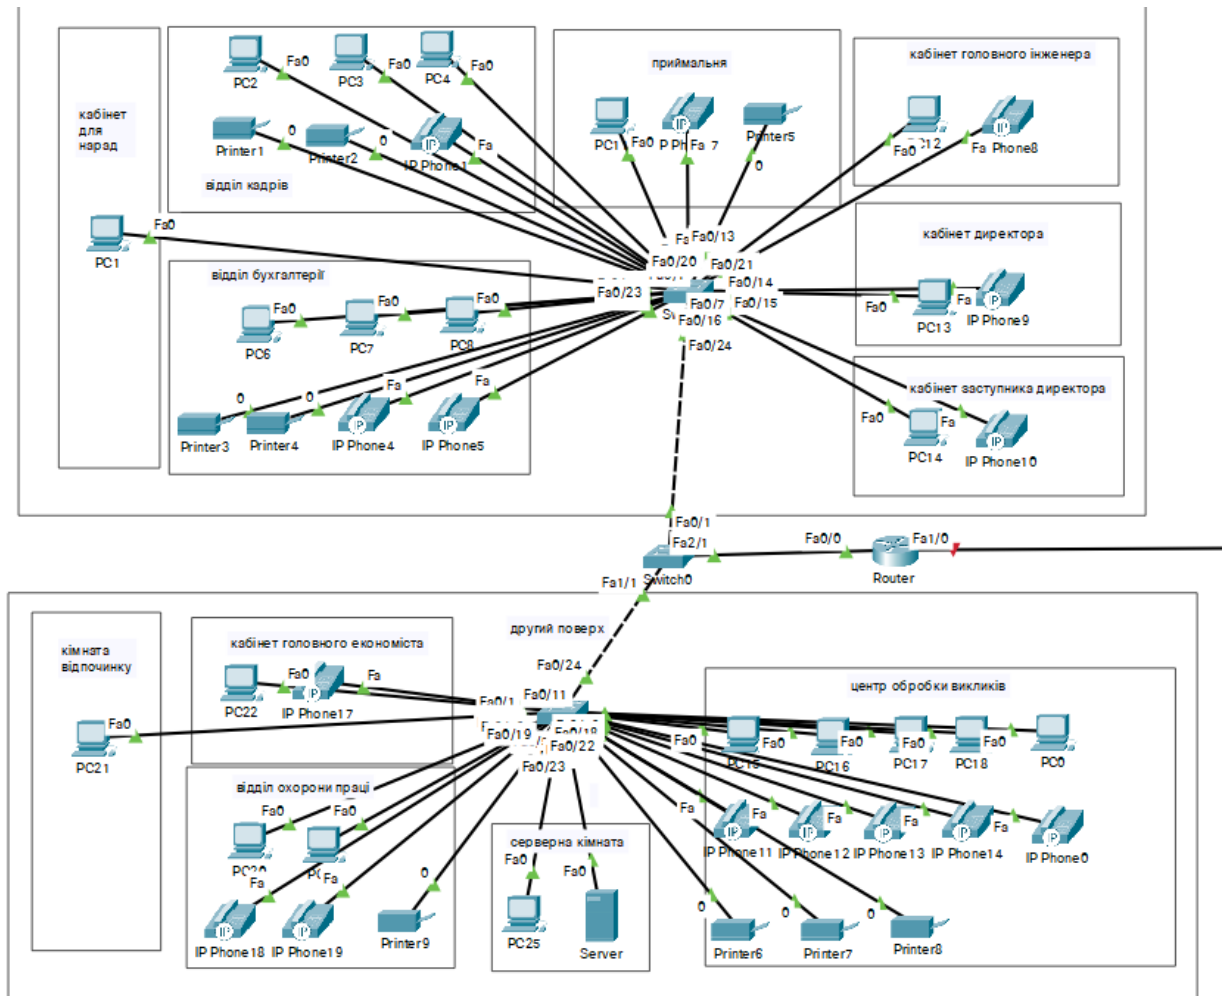 кабінет
для
нарад
PC1
Fa0
PC2
Fa0
PC3
Fa0
PC4
Fa0
Printer1
0
Printer2
0
IP Phone1
Fa
відділ кадрів
приймальня
PC1
Fa0
Fa
7
Printer5
0
кабінет головного інженера
Fa0
Fa
Phone8
кабінет директора
Fa0
PC13
Fa
IP Phone9
кабінет заступника директора
Fa0
PC14
Fa
IP Phone10
відділ бухгалтерії
PC6
Fa0
PC7
Fa0
PC8
Fa0
Printer3
0
Printer4
0
IP Phone4
Fa
IP Phone5
Fa
Fa0/13
Fa0/20
Fa0/21
Fa0/14
Fa0/23
Fa0/7
Fa0/15
Fa0/16
Fa0/24
Fa0/1
Fa2/1
Fa1/1
Switch0
Fa0/0
Fa1/0
Router
другий поверх
кімната
відпочинку
PC21
Fa0
кабінет головного економіста
PC22
Fa0
IP Phone17
Fa
Fa0/24
Fa0/11
Fa0/1
Fa0/19
Fa0/18
Fa0/22
Fa0/23
відділ охорони праці
Fa0
Fa0
PC20
Fa
Fa
IP Phone18
IP Phone19
Printer9
0
серверна кімната
Fa0
Fa0
PC25
Server
центр обробки викликів
PC15
PC16
PC17
PC18
PC0
Fa0
Fa0
Fa0
Fa0
Fa0
Fa
Fa
Fa
Fa
Fa
IP Phone11
IP Phone12
IP Phone13
IP Phone14
IP Phone0
0
0
0
Printer6
Printer7
Printer8